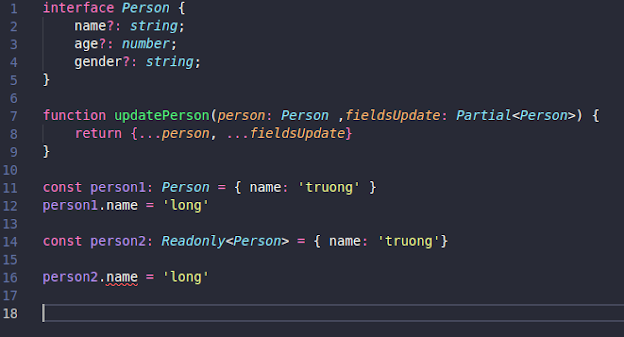 1 interface Person {
2 name?: string;
3 age?: number;
4 gender?: string;
5 }
6
7 function updatePerson(person: Person ,fieldsUpdate: Partial<Person>) {
8 return {...person, ...fieldsUpdate}
9 }
10
11 const person1: Person = { name: 'truong' }
12 person1.name = 'long'
13
14 const person2: Readonly<Person> = { name: 'truong'}
15
16 person2.name = 'long'
17
18